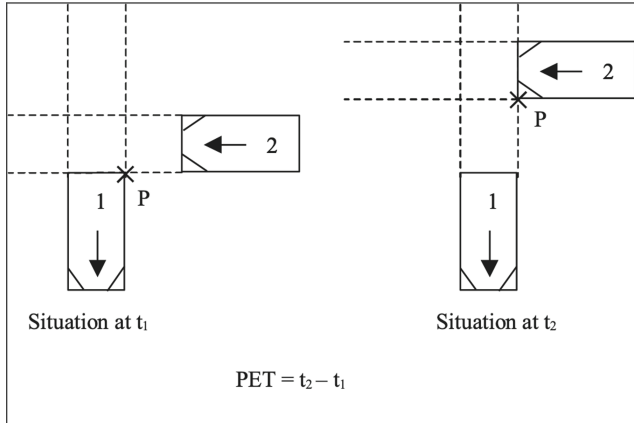 2
P
1
Situation at t₁
2
P
1
Situation at t₂
PET = t₂ – t₁